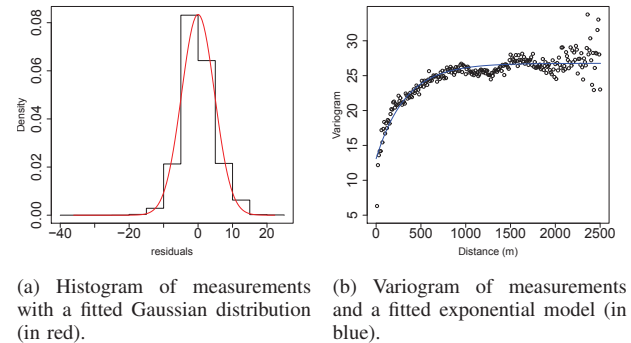 0.00 0.02 0.04 0.06 0.08
Density
−40 −20 0 10 20
residuals
5 10 15 20 25 30
Variogram
0 500 1000 1500 2000 2500
Distance (m)
(a) Histogram of measurements
with a fitted Gaussian distribution
(in red).
(b) Variogram of measurements
and a fitted exponential model (in
blue).